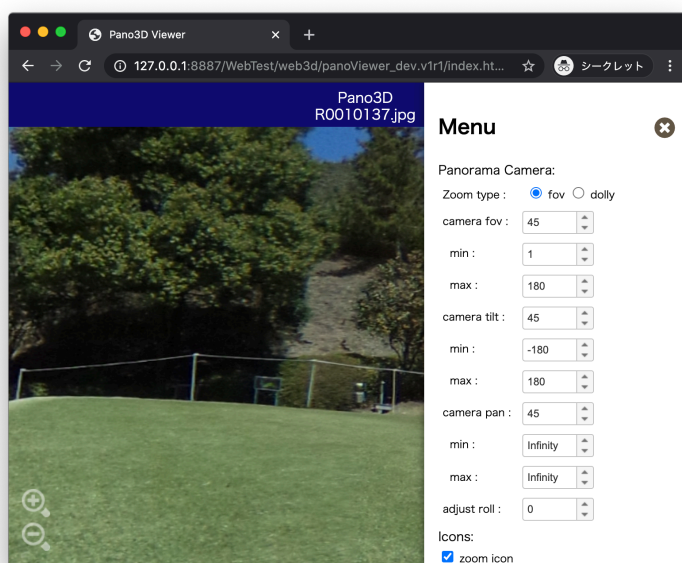 Pano3D Viewer
127.0.0.1:8887/WebTest/web3d/panoViewer_dev.v1r1/index.ht...
シークレット
Pano3D
R0010137.jpg
Menu
Panorama Camera:
Zoom type : fov dolly
camera fov : 45
min : 1
max : 180
camera tilt : 45
min : -180
max : 180
camera pan : 45
min : Infinity
max : Infinity
adjust roll : 0
Icons:
zoom icon